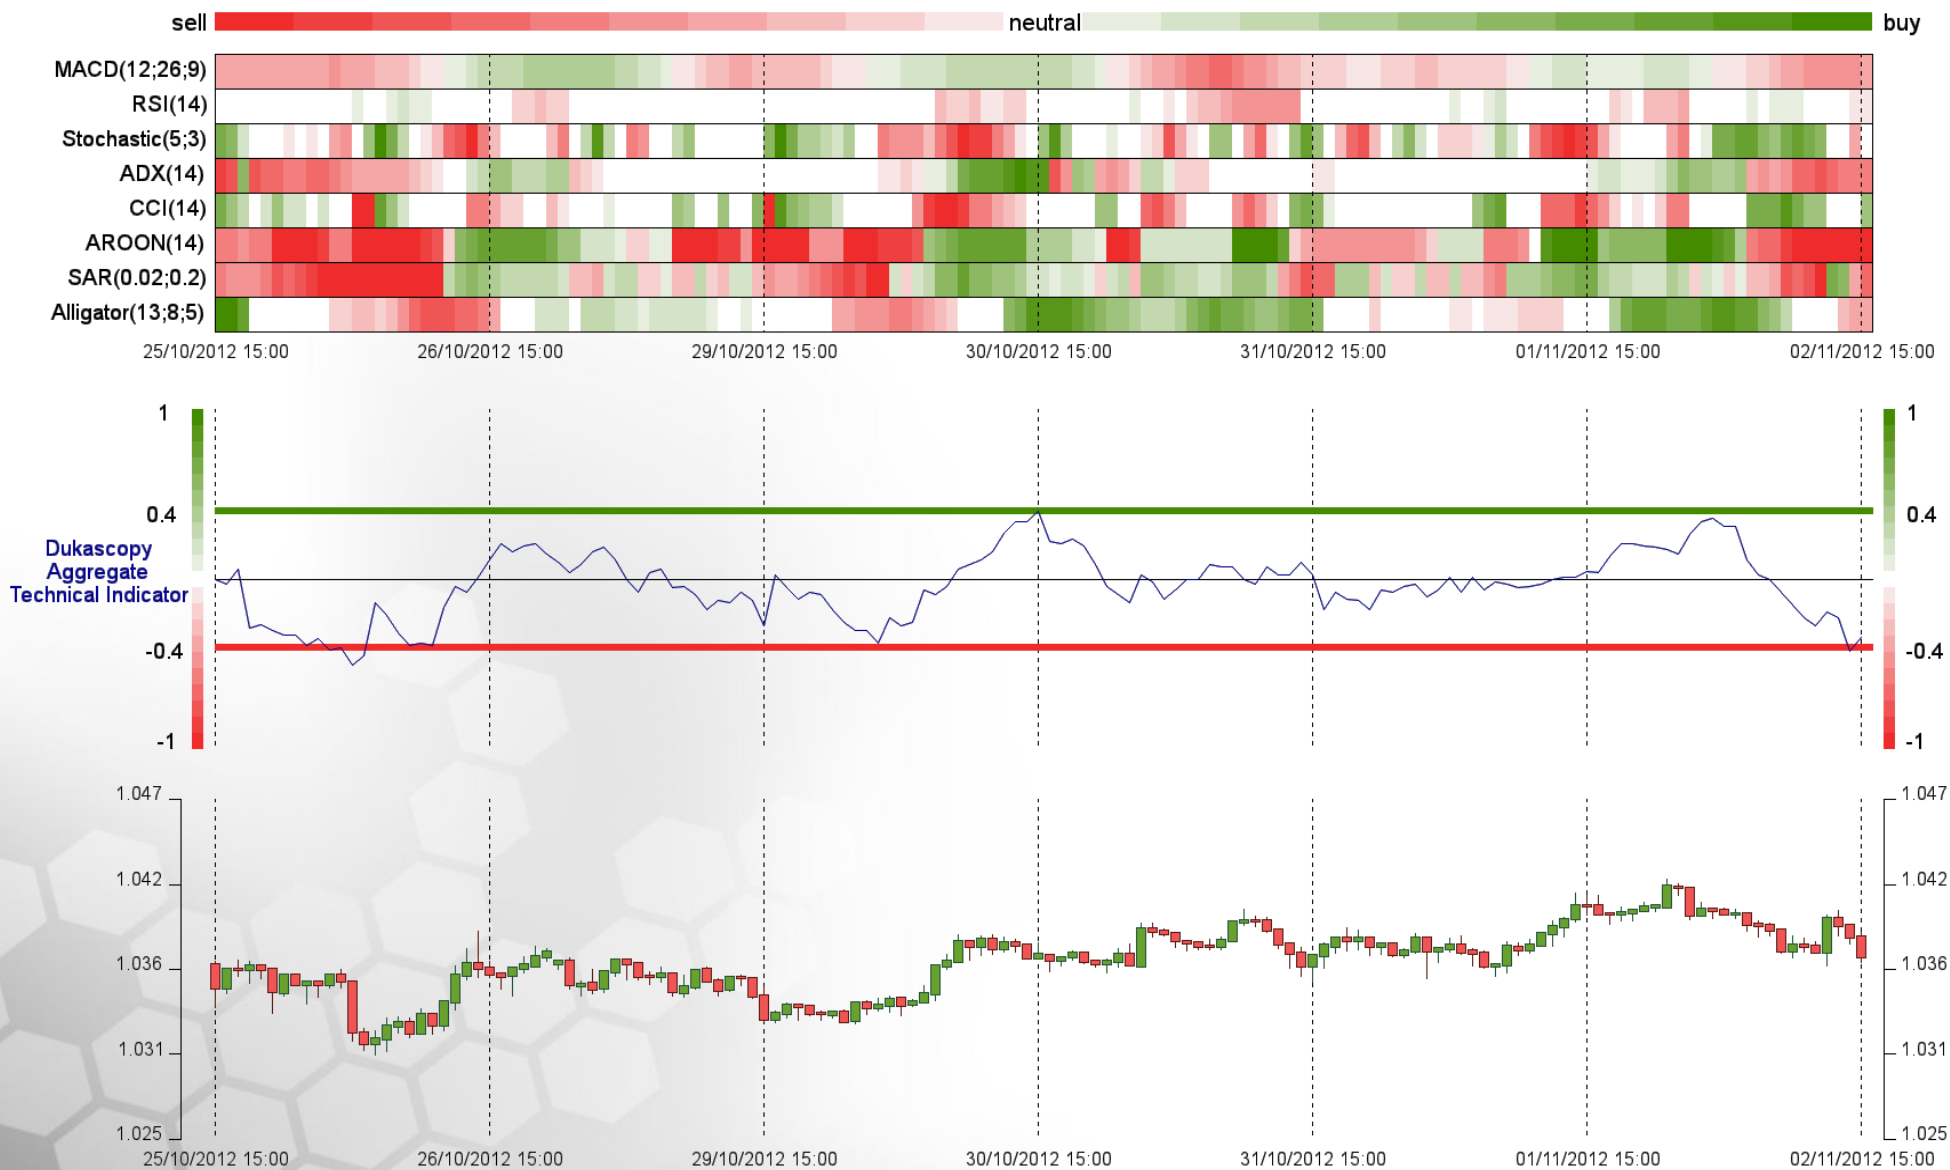 sell neutral buy
MACD(12;26;9)
RSI(14)
Stochastic(5;3)
ADX(14)
CCI(14)
AROON(14)
SAR(0.02;0.2)
Alligator(13;8;5)
25/10/2012 15:00 26/10/2012 15:00 29/10/2012 15:00 30/10/2012 15:00 31/10/2012 15:00 01/11/2012 15:00 02/11/2012 15:00
1 1
0.4 0.4
Dukascopy
Aggregate
Technical Indicator
-0.4 -0.4
-1 -1
1.047 1.047
1.042 1.042
1.036 1.036
1.031 1.031
1.025 1.025
25/10/2012 15:00 26/10/2012 15:00 29/10/2012 15:00 30/10/2012 15:00 31/10/2012 15:00 01/11/2012 15:00 02/11/2012 15:00